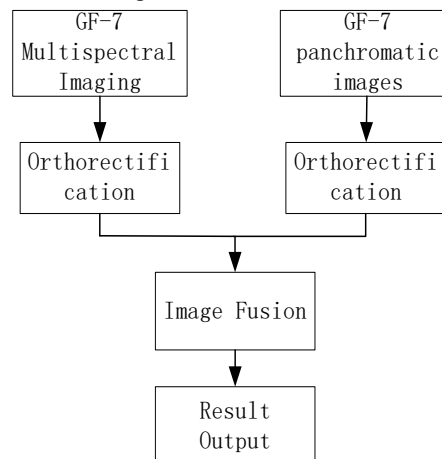 GF-7
Multispectral
Imaging
GF-7
panchromatic
images
Orthorectifi
cation
Orthorectifi
cation
Image Fusion
Result
Output